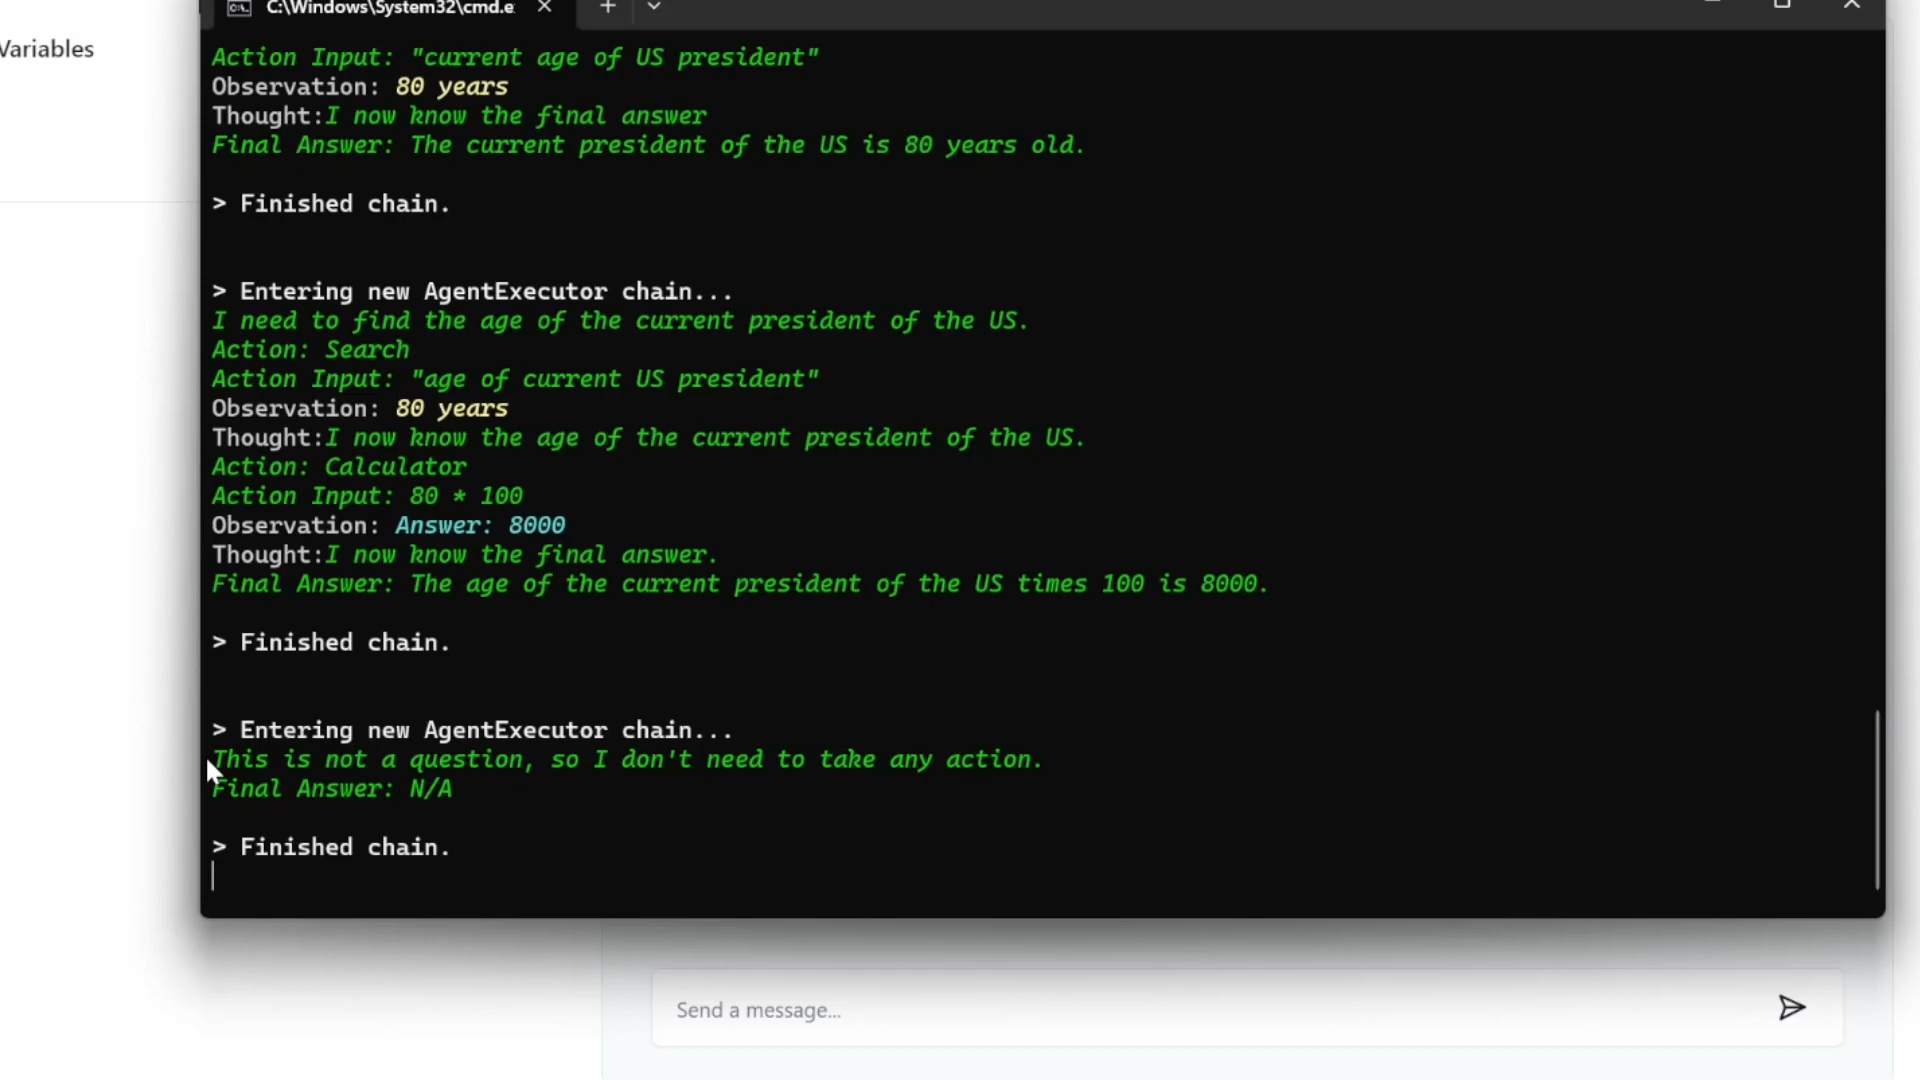 C:\Windows\System32\cmd.e
Variables
Action Input: "current age of US president"
Observation: 80 years
Thought:I now know the final answer
Final Answer: The current president of the US is 80 years old.
> Finished chain.
> Entering new AgentExecutor chain...
I need to find the age of the current president of the US.
Action: Search
Action Input: "age of current US president"
Observation: 80 years
Thought:I now know the age of the current president of the US.
Action: Calculator
Action Input: 80 * 100
Observation: Answer: 8000
Thought:I now know the final answer.
Final Answer: The age of the current president of the US times 100 is 8000.
> Finished chain.
> Entering new AgentExecutor chain...
This is not a question, so I don't need to take any action.
Final Answer: N/A
> Finished chain.
Send a message...